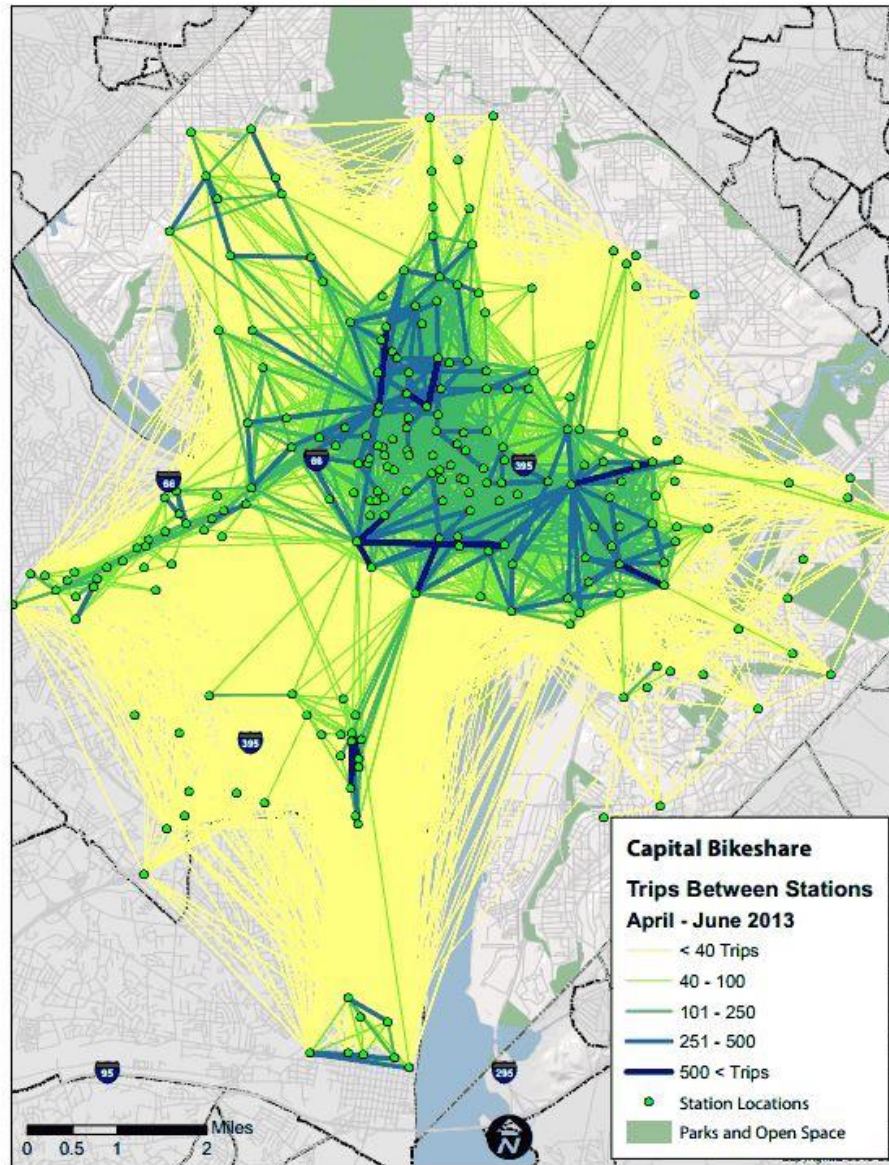 66
66
395
395
Capital Bikeshare
Trips Between Stations
April - June 2013
< 40 Trips
40 - 100
101 - 250
251 - 500
500 < Trips
Station Locations
Parks and Open Space
95
295
Miles
0 0.5 1 2
N